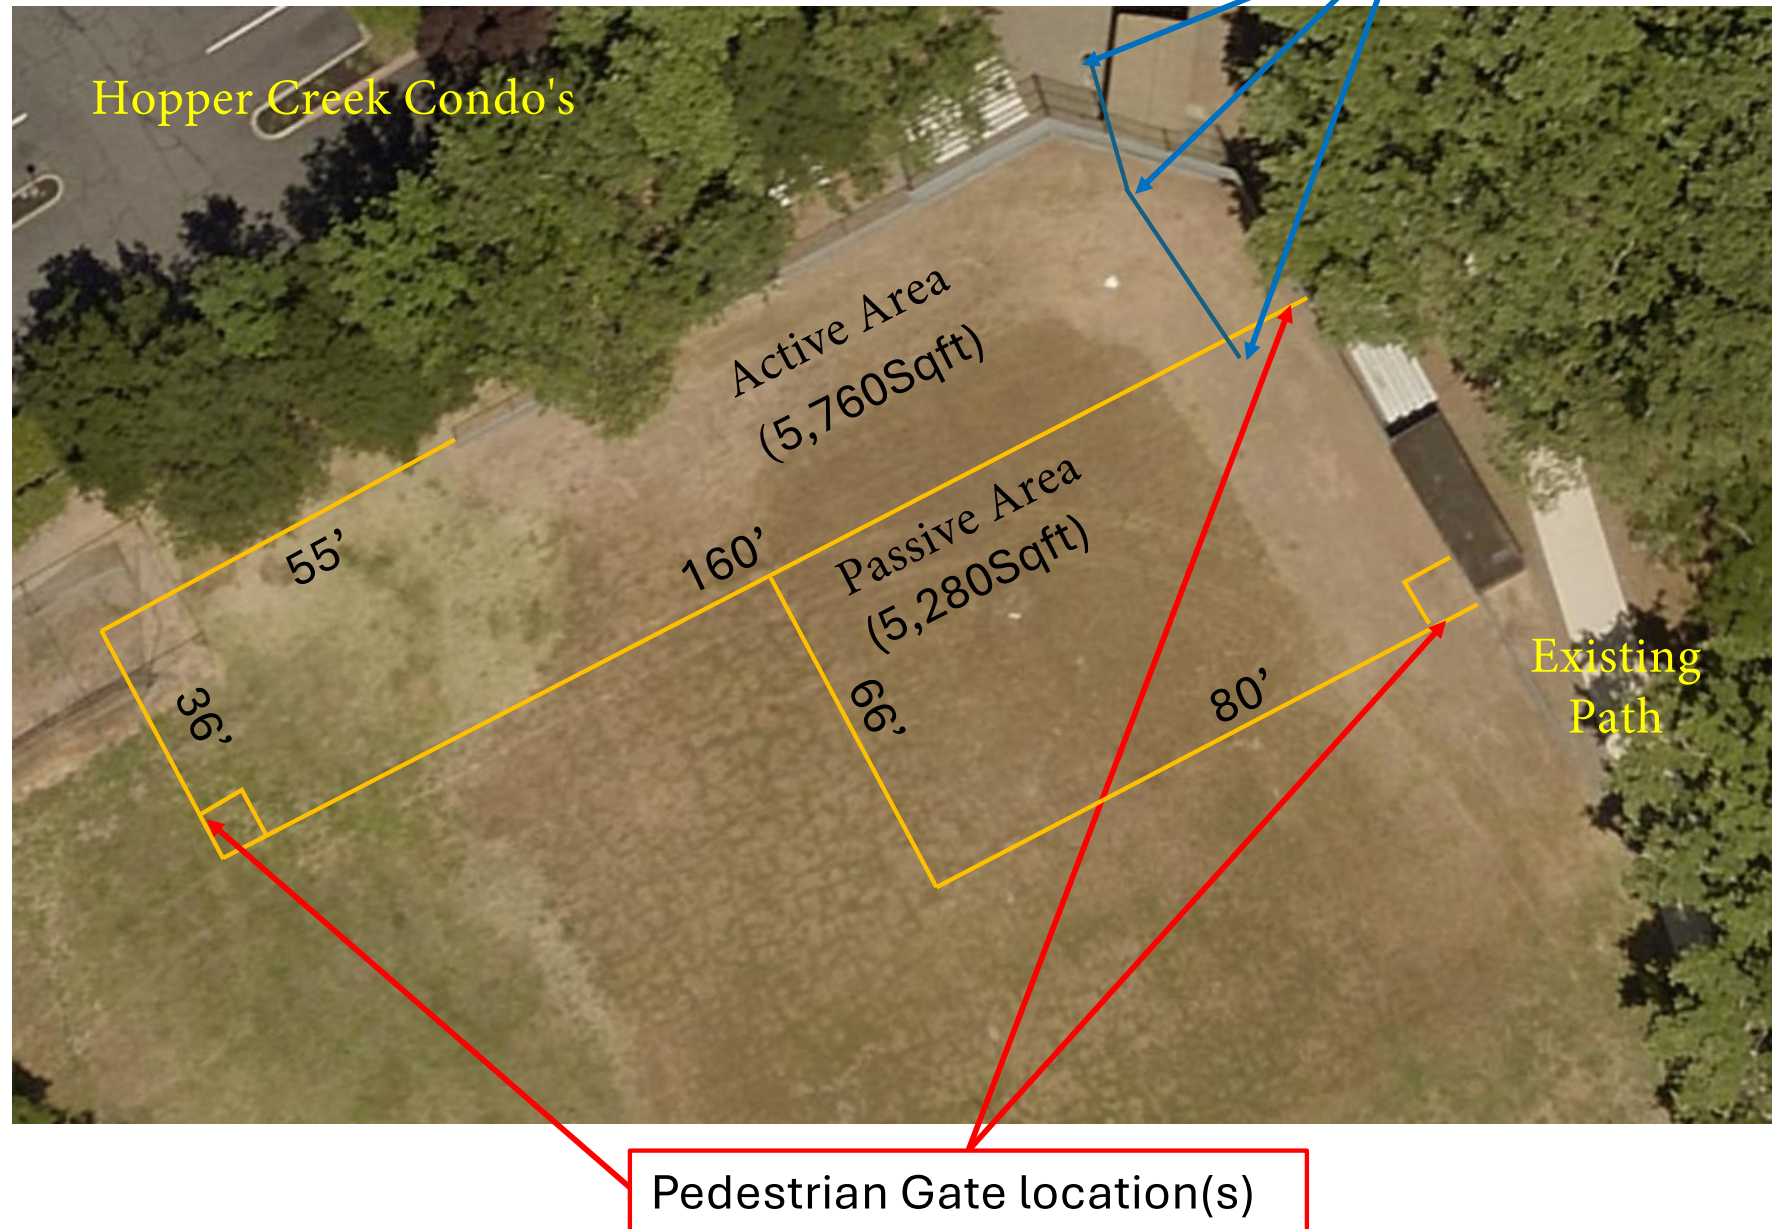 Hopper Creek Condo's
Active Area
(5,760Sqft)
55’
160’
Passive Area
(5,280Sqft)
36’
66’
80’
Existing
Path
Pedestrian Gate location(s)